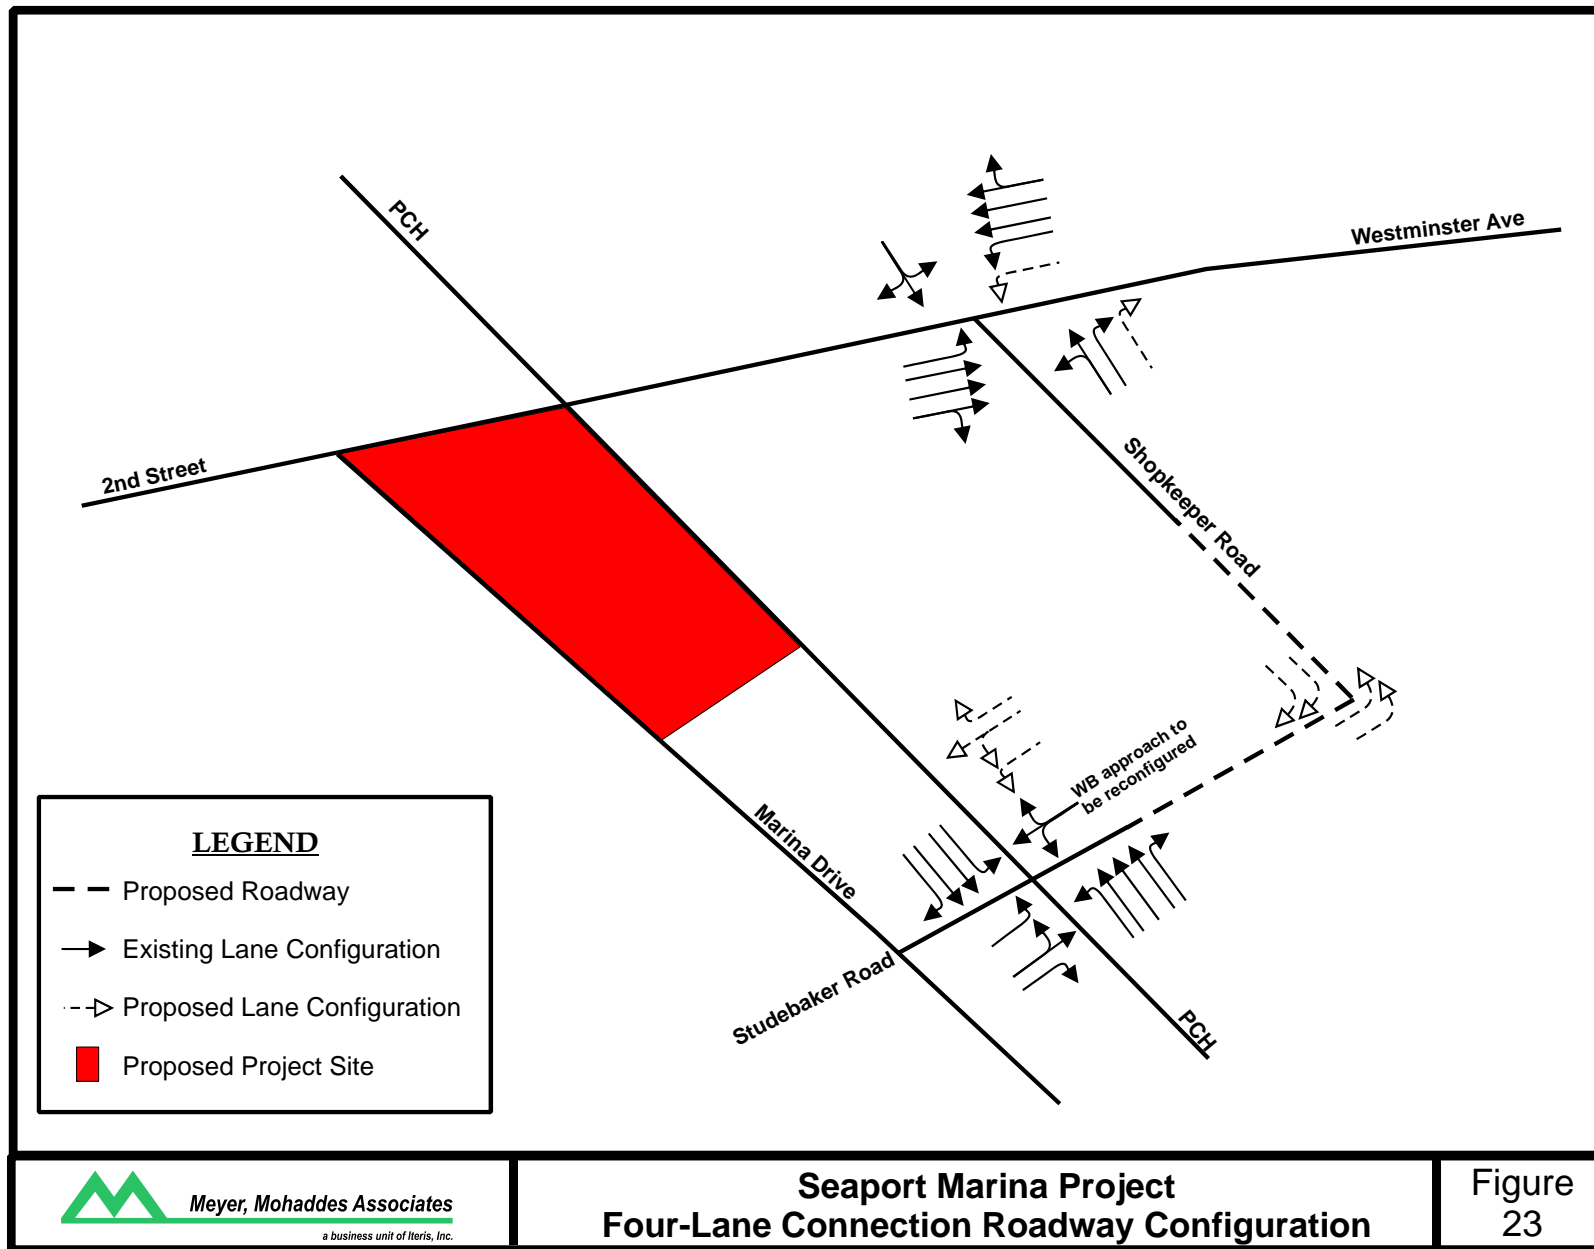 PCH
Westminster Ave
2nd Street
Shopkeeper Road
WB approach to
be reconfigured
Marina Drive
Studebaker Road
PCH
LEGEND
Proposed Roadway
Existing Lane Configuration
Proposed Lane Configuration
Proposed Project Site
Meyer, Mohaddes Associates
a business unit of Iteris, Inc.
Seaport Marina Project
Four-Lane Connection Roadway Configuration
Figure
23